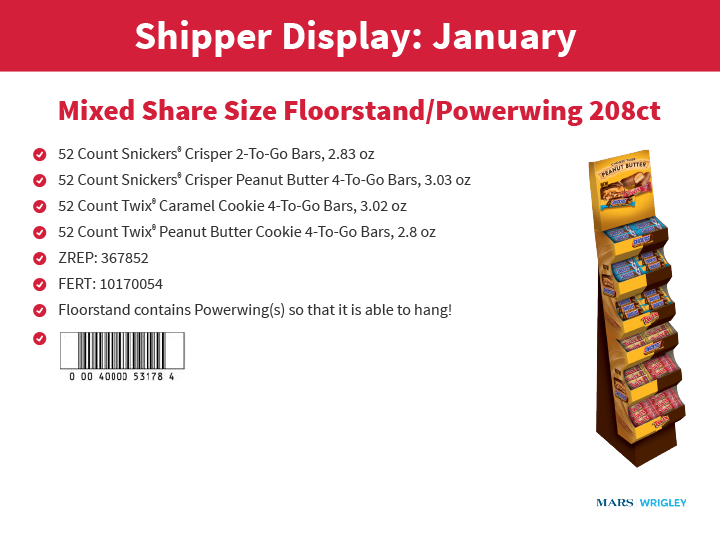 Shipper Display: January
Mixed Share Size Floorstand/Powerwing 208ct
52 Count Snickers® Crisper 2-To-Go Bars, 2.83 oz
52 Count Snickers® Crisper Peanut Butter 4-To-Go Bars, 3.03 oz
52 Count Twix® Caramel Cookie 4-To-Go Bars, 3.02 oz
52 Count Twix® Peanut Butter Cookie 4-To-Go Bars, 2.8 oz
ZREP: 367852
FERT: 10170054
Floorstand contains Powerwing(s) so that it is able to hang!
0 00 40000 53178 4
PEANUT BUTTER
MARS WRIGLEY